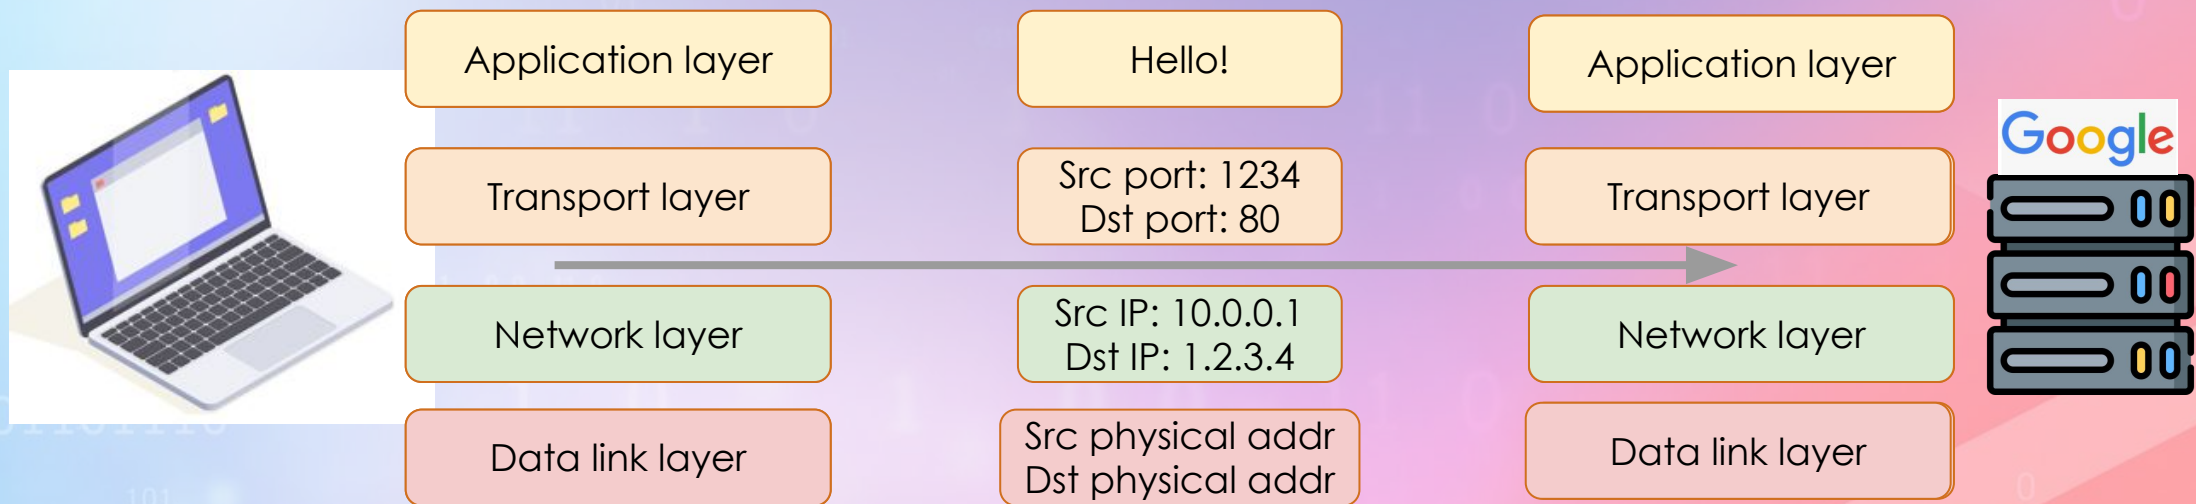 Application layer
Hello!
Application layer
Google
Transport layer
Src port: 1234
Dst port: 80
Transport layer
Network layer
Src IP: 10.0.0.1
Dst IP: 1.2.3.4
Network layer
Data link layer
Src physical addr
Dst physical addr
Data link layer